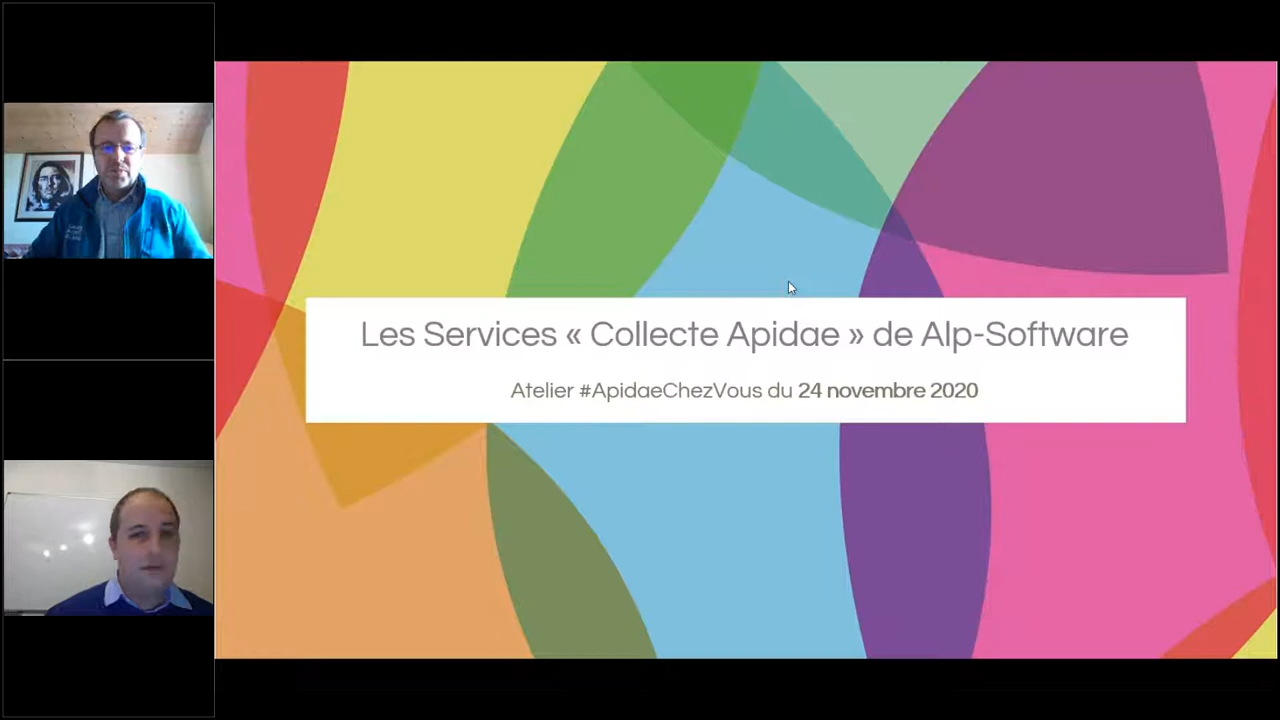 Les Services « Collecte Apidae » de Alp-Software
Atelier #ApidaeChezVous du 24 novembre 2020